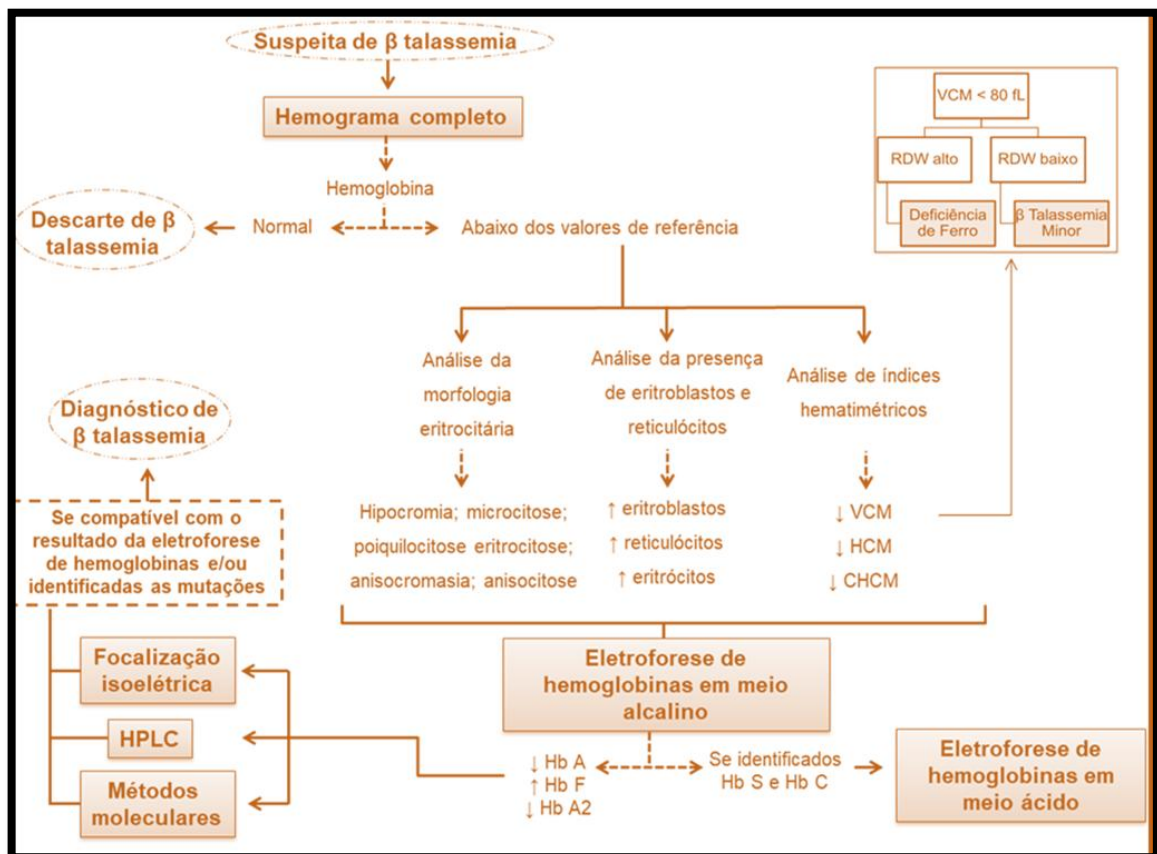 Suspeita de β talassemia
Hemograma completo
Hemoglobina
Descarte de β
talassemia
Normal
Abaixo dos valores de referência
VCM < 80 fL
RDW alto
RDW baixo
Deficiência
de Ferro
β Talassemia
Minor
Análise da
morfologia
eritrocitária
Análise da presença
de eritroblastos e
reticulócitos
Análise de índices
hematimétricos
Hipocromia; microcitose;
poiquilocitose eritrocitose;
anisocromasia; anisocitose
↑ eritroblastos
↑ reticulócitos
↑ eritrócitos
↓ VCM
↓ HCM
↓ CHCM
Eletroforese de
hemoglobinas em meio
alcalino
↓ Hb A
↑ Hb F
↓ Hb A2
Se identificados
Hb S e Hb C
Eletroforese de
hemoglobinas em
meio ácido
Focalização
isoelétrica
HPLC
Métodos
moleculares
Se compatível com o
resultado da eletroforese
de hemoglobinas e/ou
identificadas as mutações
Diagnóstico de
β talassemia